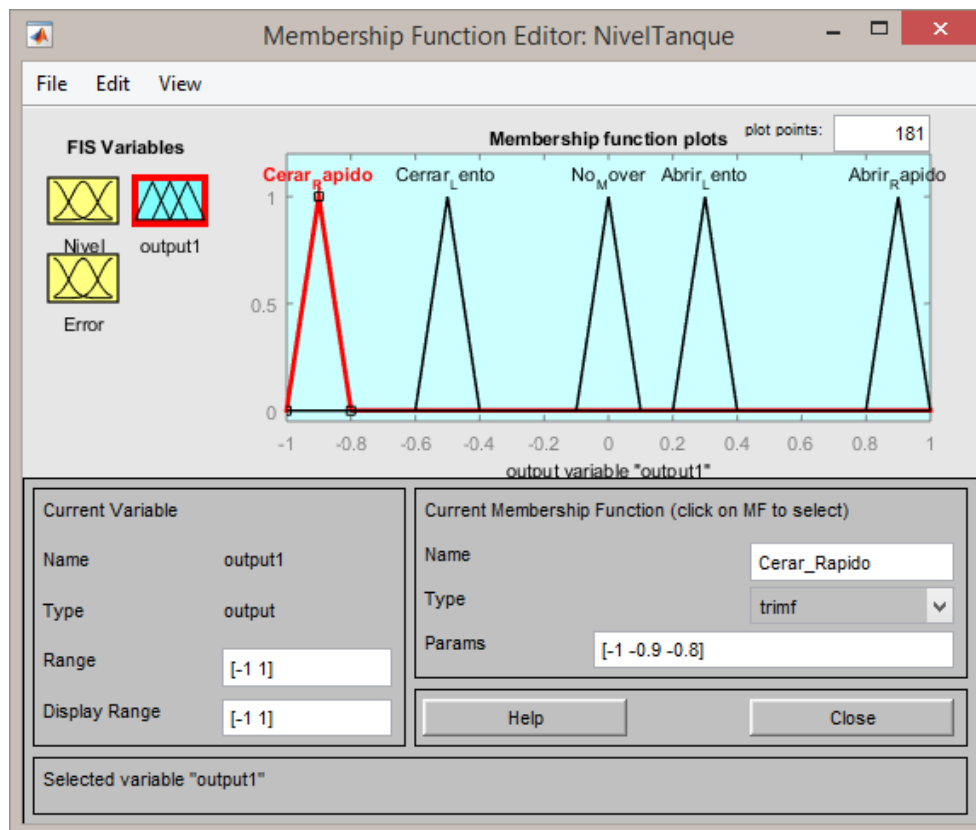 Membership Function Editor: NivelTanque
File Edit View
FIS Variables
Nivel
output1
Error
Membership function plots
plot points:
181
Cerar_Rapido Cerrar_Lento No_Mover Abrir_Lento Abrir_Rapido
1
0.5
0
-1 -0.8 -0.6 -0.4 -0.2 0 0.2 0.4 0.6 0.8 1
output variable "output1"
Current Variable
Name output1
Type output
Range [-1 1]
Display Range [-1 1]
Current Membership Function (click on MF to select)
Name Cerar_Rapido
Type trimf
Params [-1 -0.9 -0.8]
Help Close
Selected variable "output1"